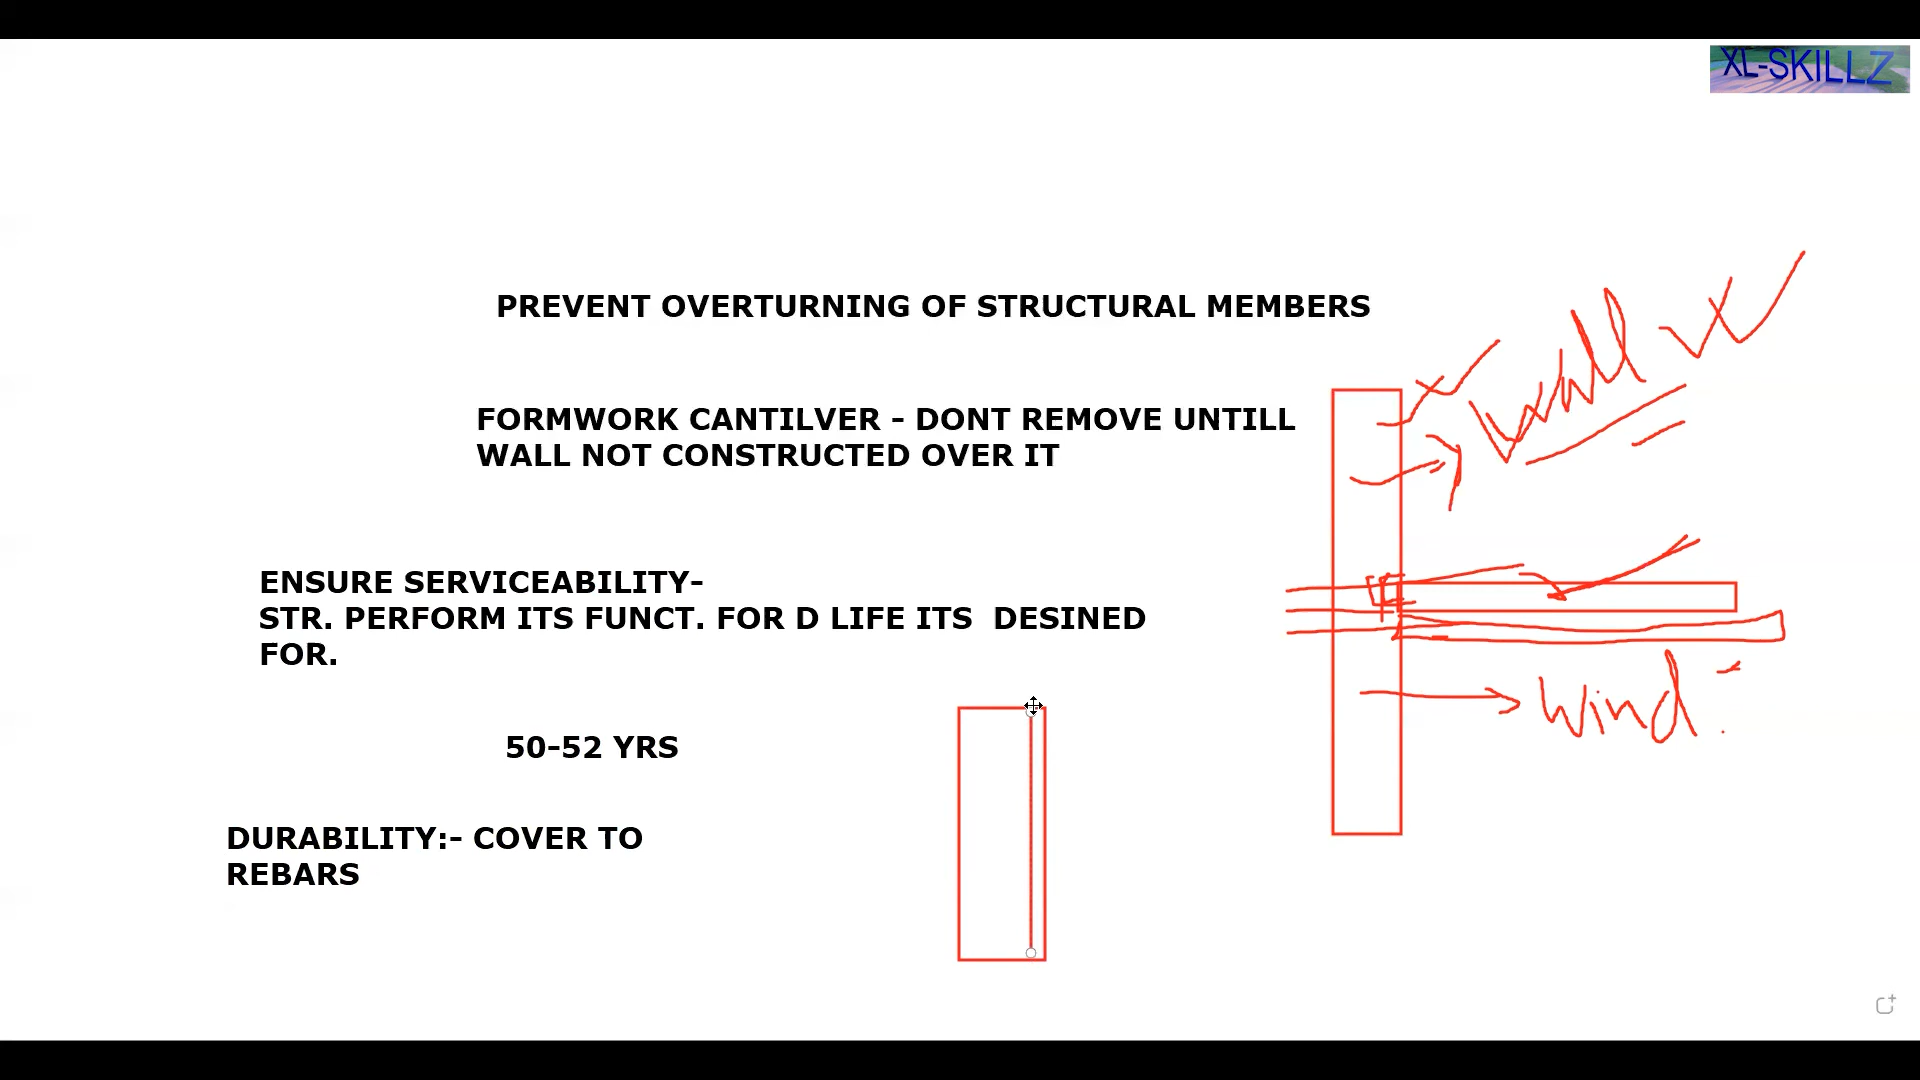 XL-SKILLZ
PREVENT OVERTURNING OF STRUCTURAL MEMBERS
FORMWORK CANTILVER - DONT REMOVE UNTILL
WALL NOT CONSTRUCTED OVER IT
Wall
ENSURE SERVICEABILITY-
STR. PERFORM ITS FUNCT. FOR D LIFE ITS  DESINED
FOR.
Wind
50-52 YRS
DURABILITY:- COVER TO
REBARS